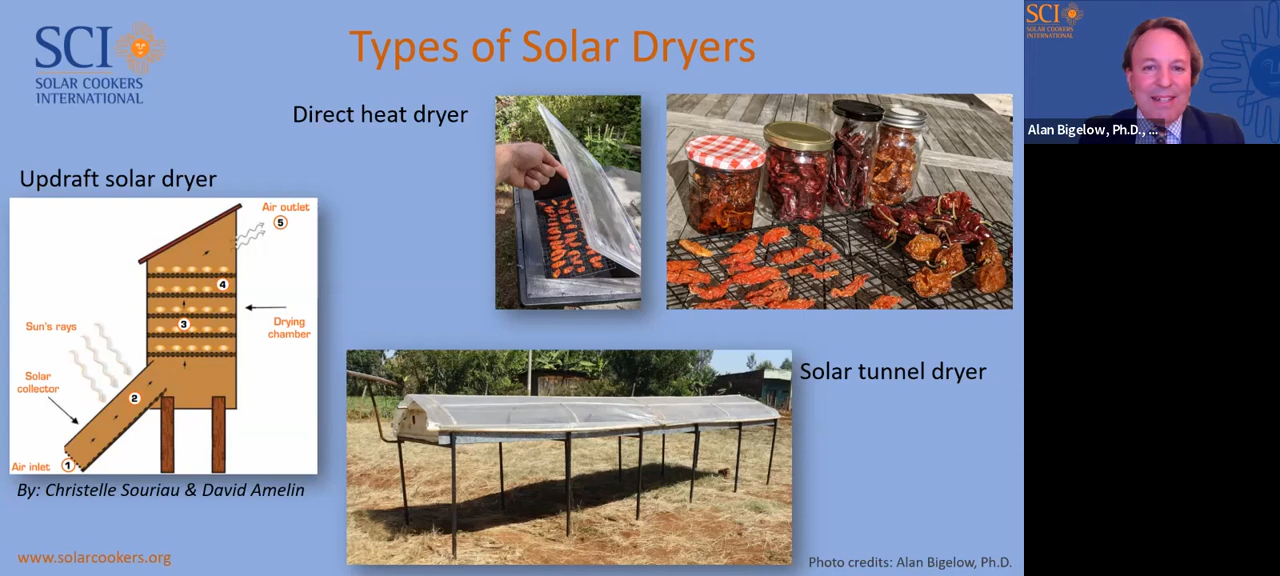 SCI
SOLAR COOKERS
INTERNATIONAL
Types of Solar Dryers
Direct heat dryer
Updraft solar dryer
Air outlet
5
4
3
Drying
chamber
Sun's rays
Solar
collector
2
Air inlet
1
By: Christelle Souriau & David Amelin
Solar tunnel dryer
www.solarcookers.org
Photo credits: Alan Bigelow, Ph.D.
SCI
SOLAR COOKERS
INTERNATIONAL
Alan Bigelow, Ph.D., ...